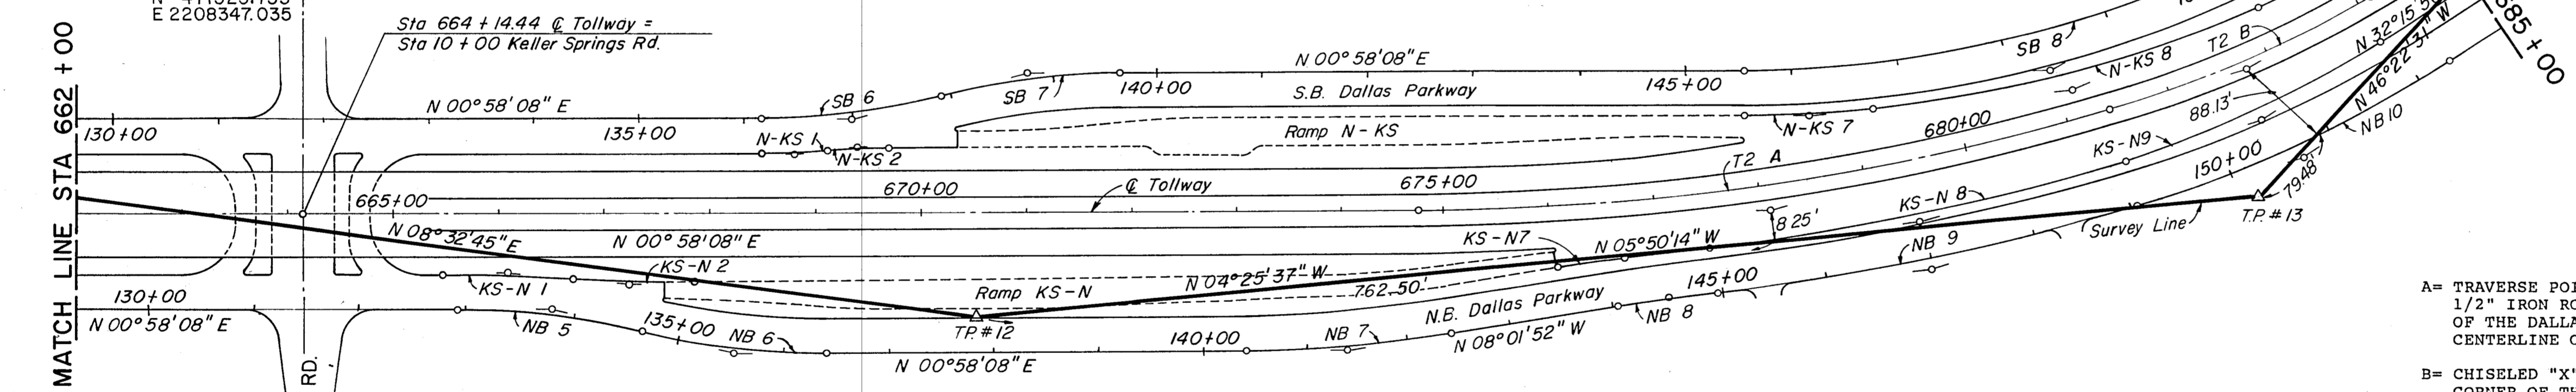 E 2208347.035
Sta 664 + 14.44 ℄ Tollway =
Sta 10 + 00 Keller Springs Rd.
MATCH LINE STA 662 + 00
130+00
N 00°58'08" E
135+00
SB 6
SB 7
140+00
N 00°58'08" E
S.B. Dallas Parkway
145+00
SB 8
N-KS 8
T2 B
N 46°22'31" W
685+00
88.13'
NB 10
N-KS 1
N-KS 2
Ramp N-KS
N-KS 7
680+00
KS-N9
150+00
79.48'
665+00
670+00
℄ Tollway
675+00
T2 A
KS-N 8
T.P. # 13
N 08°32'45" E
N 00°58'08" E
KS-N7
N 05°50'14" W
8.25'
NB 9
Survey Line
KS-N 1
KS-N 2
Ramp KS-N
N 04°25'37" W
762.50'
145+00
130+00
N 00°58'08" E
NB 5
135+00
NB 6
T.P. # 12
N 00°58'08" E
140+00
NB 7
N.B. Dallas Parkway
N 08°01'52" W
NB 8
RD.
A= TRAVERSE
1/2" IRON
OF THE
CENTERLINE
B= CHISELED